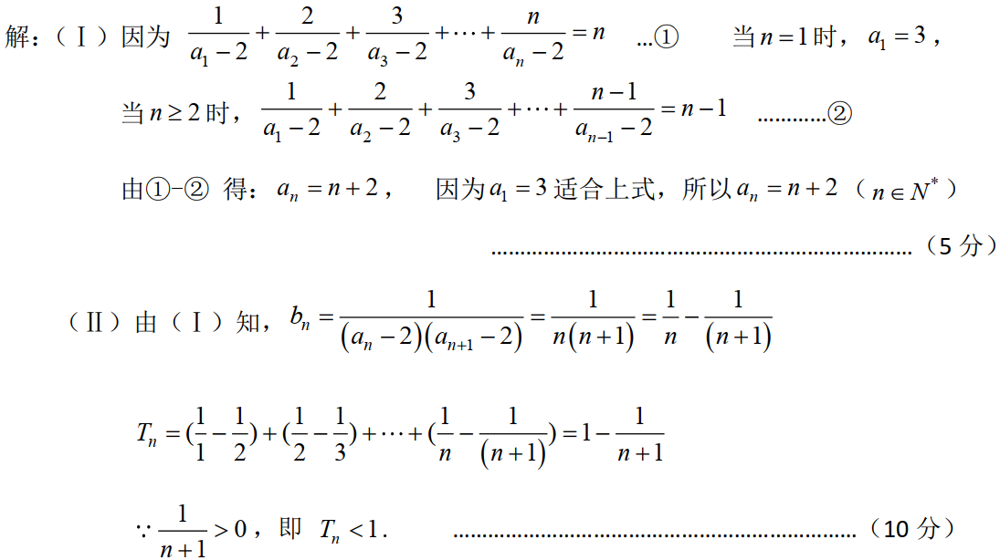 解：（Ⅰ）因为 $\frac{1}{a_1-2}+\frac{2}{a_2-2}+\frac{3}{a_3-2}+\cdots+\frac{n}{a_n-2}=n$ …① 当$n=1$时，$a_1=3$，
当$n\geq 2$时，$\frac{1}{a_1-2}+\frac{2}{a_2-2}+\frac{3}{a_3-2}+\cdots+\frac{n-1}{a_{n-1}-2}=n-1$ …………②
由①-② 得：$a_n=n+2$， 因为$a_1=3$适合上式，所以$a_n=n+2$（$n\in N^*$）
………………………………………………………………（5 分）
（Ⅱ）由（Ⅰ）知，$b_n=\frac{1}{(a_n-2)(a_{n+1}-2)}=\frac{1}{n(n+1)}=\frac{1}{n}-\frac{1}{(n+1)}$
$T_n=(\frac{1}{1}-\frac{1}{2})+(\frac{1}{2}-\frac{1}{3})+\cdots+(\frac{1}{n}-\frac{1}{(n+1)})=1-\frac{1}{n+1}$
$\because\frac{1}{n+1}>0$，即 $T_n<1$. ……………………………………………………………（10 分）